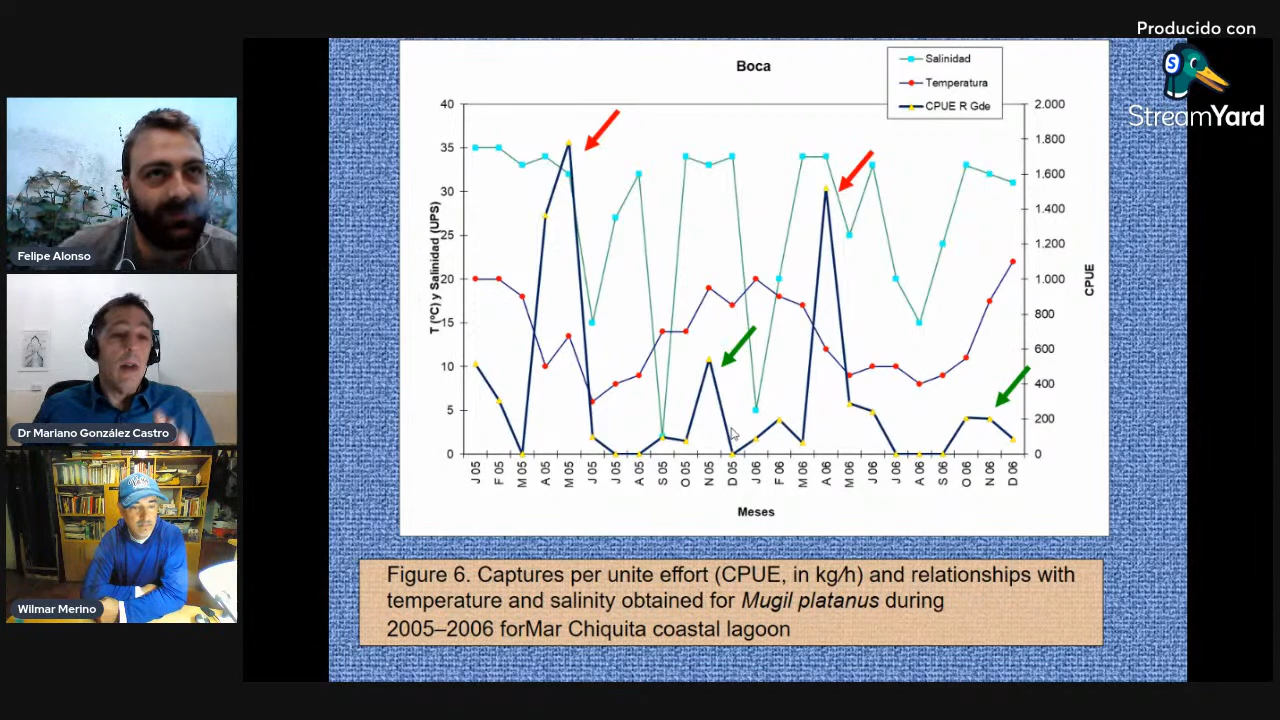 Producido con
StreamYard
Felipe Alonso
Dr Mariano González Castro
Wilmar Merino
Boca
Salinidad
Temperatura
CPUE R Gde
T (ºC) y Salinidad (UPS)
40
35
30
25
20
15
10
5
0
2.000
1.800
1.600
1.400
1.200
1.000
800
600
400
200
0
CPUE
J 05
F 05
M 05
A 05
M 05
J 05
J 05
A 05
S 05
O 05
N 05
D 05
J 06
F 06
M 06
A 06
M 06
J 06
J 06
A 06
S 06
O 06
N 06
D 06
Meses
Figure 6. Captures per unite effort (CPUE, in kg/h) and relationships with
temperature and salinity obtained for Mugil platanus during
2005–2006 forMar Chiquita coastal lagoon